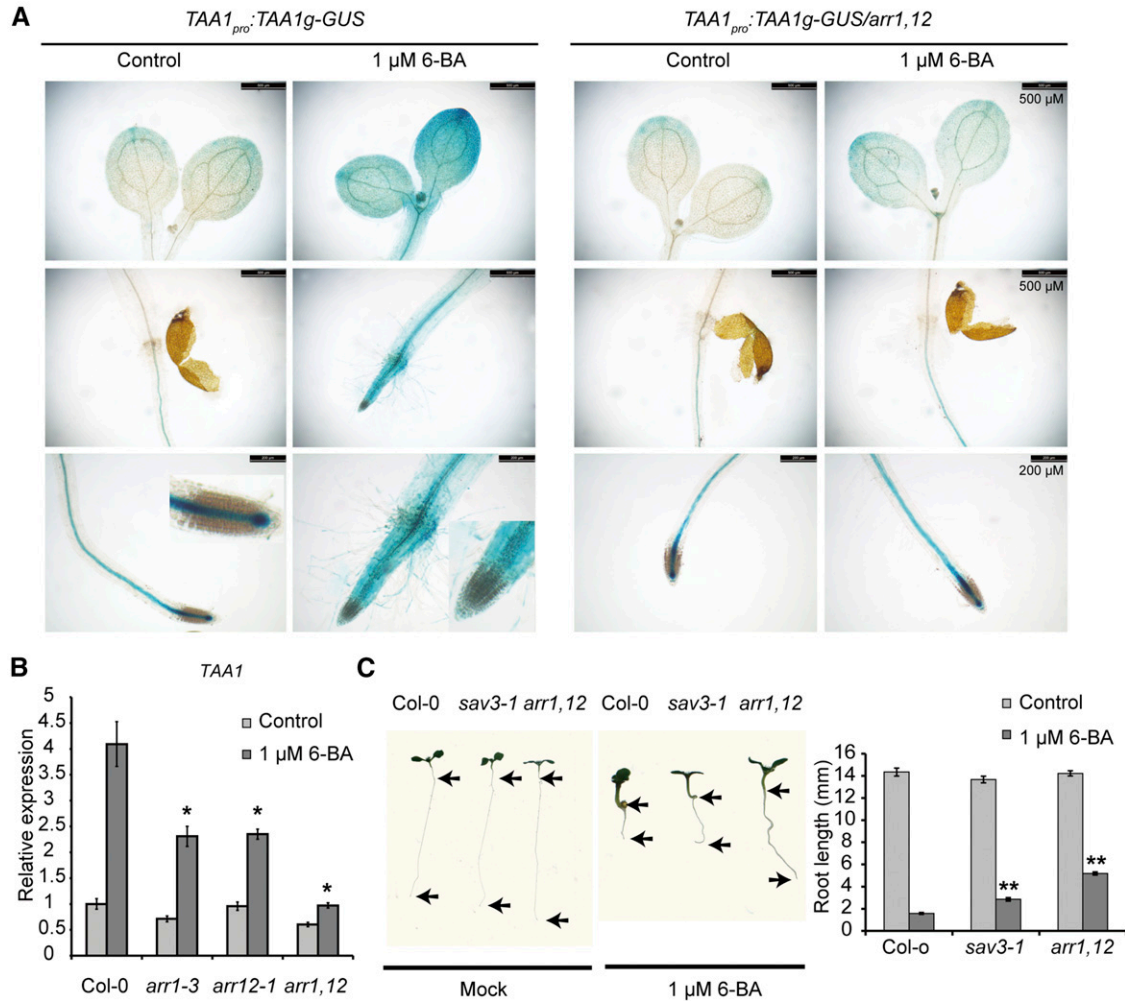 A
TAA1pro:TAA1g-GUS
TAA1pro:TAA1g-GUS/arr1,12
Control
1 µM 6-BA
Control
1 µM 6-BA
500 µM
500 µM
200 µM
B
TAA1
Relative expression
5
4.5
4
3.5
3
2.5
2
1.5
1
0.5
0
Control
1 µM 6-BA
*
*
*
Col-0
arr1-3
arr12-1
arr1,12
C
Col-0 sav3-1 arr1,12
Col-0 sav3-1 arr1,12
Mock
1 µM 6-BA
Control
1 µM 6-BA
Root length (mm)
16
14
12
10
8
6
4
2
0
**
**
Col-o
sav3-1
arr1,12